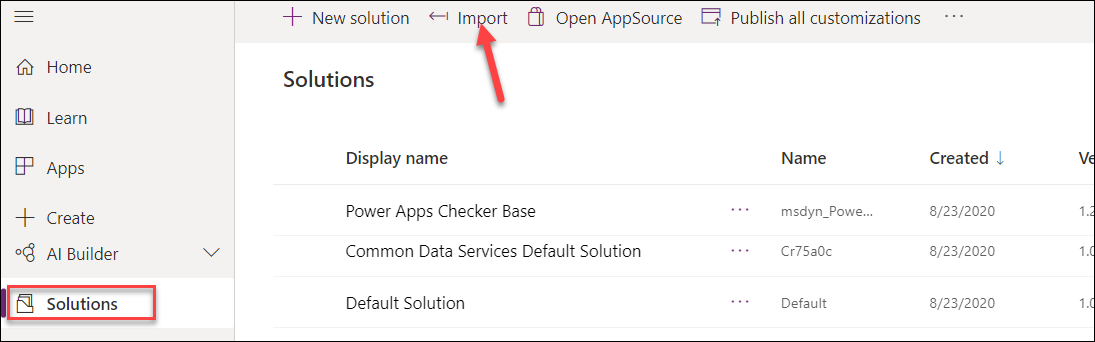 New solution Import Open AppSource Publish all customizations ...
Home
Learn
Apps
Create
AI Builder
Solutions
Solutions
Display name Name Created ↓ Ve
Power Apps Checker Base ... msdyn_Powe... 8/23/2020 1.2
Common Data Services Default Solution ... Cr75a0c 8/23/2020 1.0
Default Solution ... Default 8/23/2020 1.0